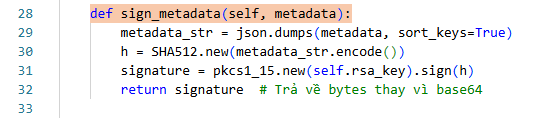 28 def sign_metadata(self, metadata):
29 metadata_str = json.dumps(metadata, sort_keys=True)
30 h = SHA512.new(metadata_str.encode())
31 signature = pkcs1_15.new(self.rsa_key).sign(h)
32 return signature  # Trả về bytes thay vì base64
33